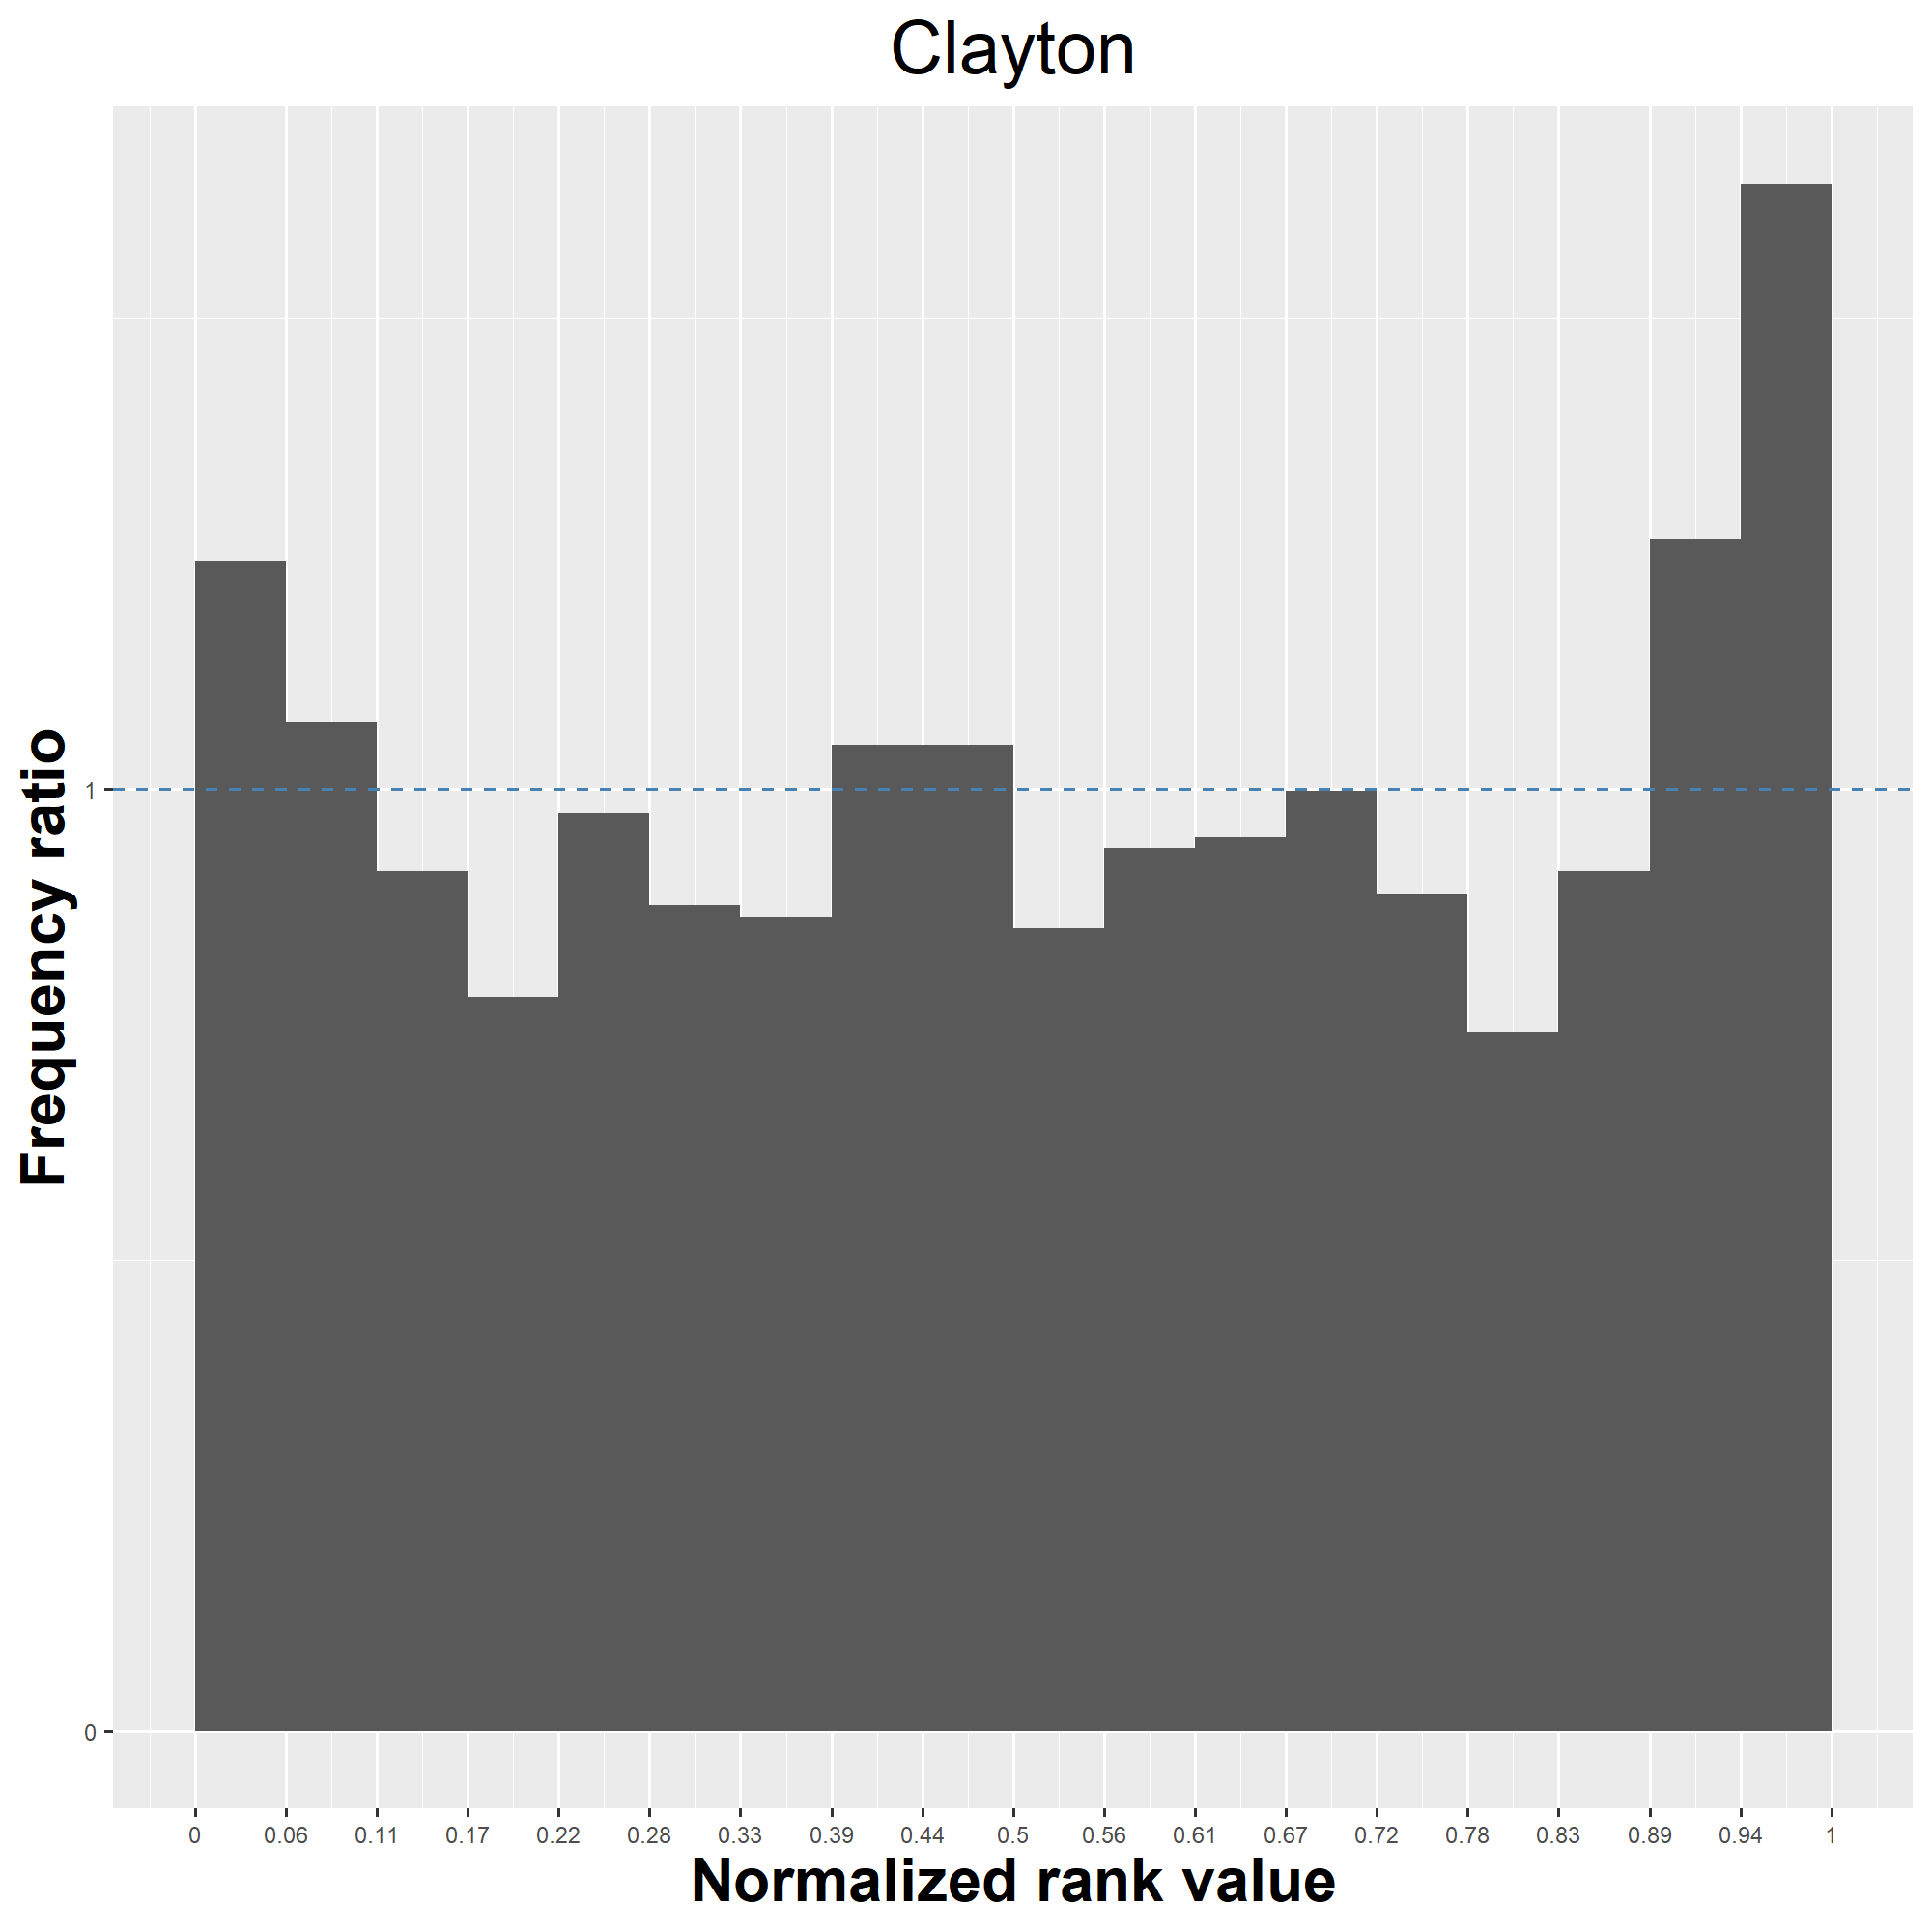 Clayton
Frequency ratio
1
0
0 0.06 0.11 0.17 0.22 0.28 0.33 0.39 0.44 0.5 0.56 0.61 0.67 0.72 0.78 0.83 0.89 0.94 1
Normalized rank value